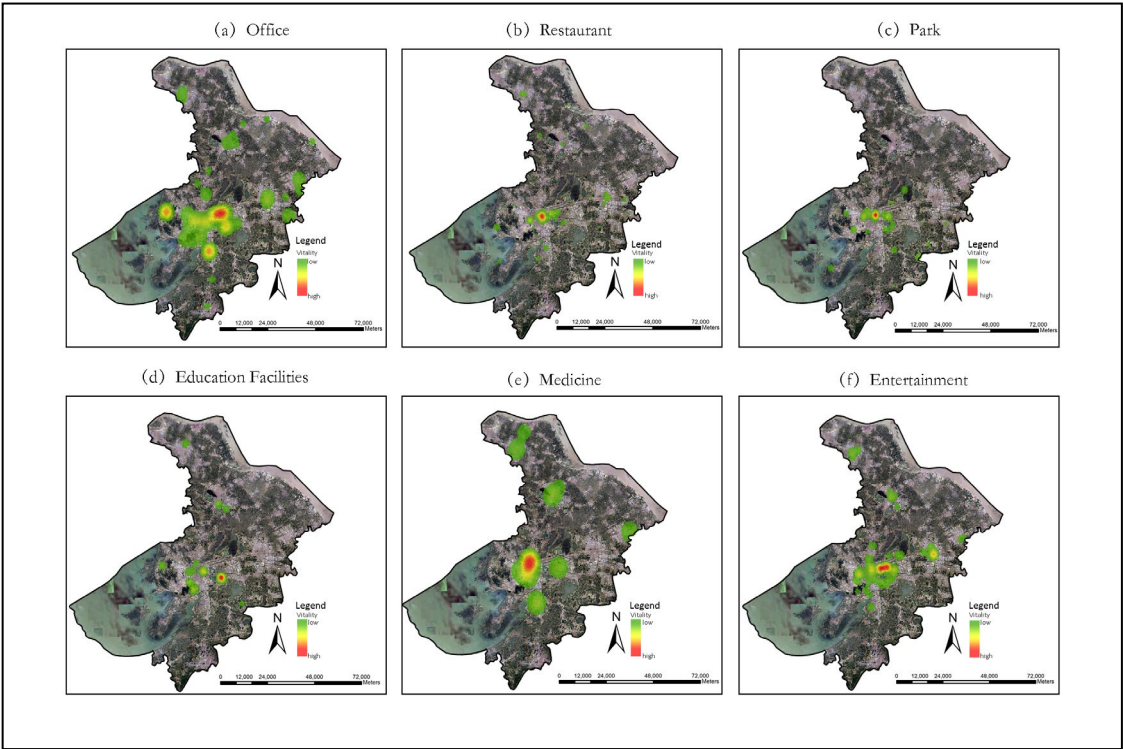 (a) Office
(b) Restaurant
(c) Park
Legend
Vitality
low
high
N
0 12,000 24,000 48,000 72,000
Meters
Legend
Vitality
low
high
N
0 12,000 24,000 48,000 72,000
Meters
Legend
Vitality
low
high
N
0 12,000 24,000 48,000 72,000
Meters
(d) Education Facilities
(e) Medicine
(f) Entertainment
Legend
Vitality
low
high
N
0 12,000 24,000 48,000 72,000
Meters
Legend
Vitality
low
high
N
0 12,000 24,000 48,000 72,000
Meters
Legend
Vitality
low
high
N
0 12,000 24,000 48,000 72,000
Meters